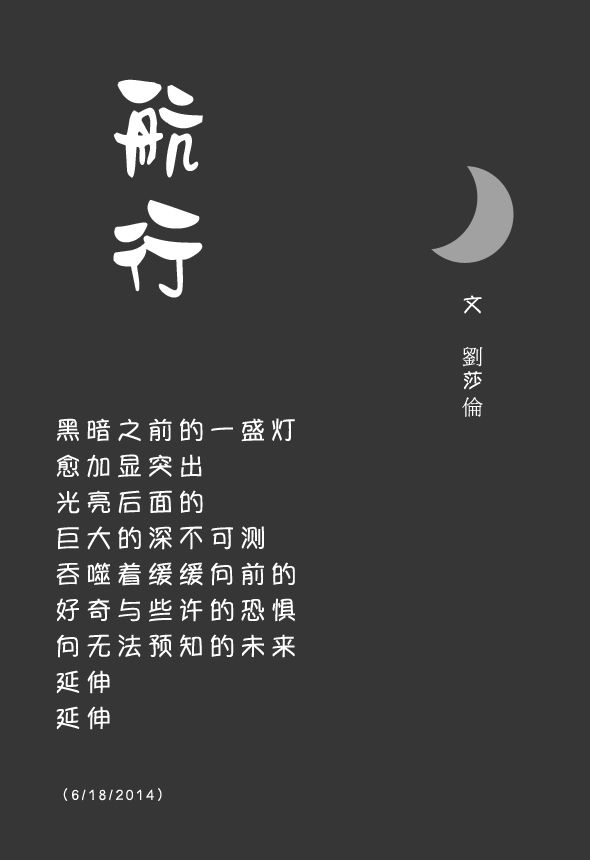 航行
文 劉莎倫
黑暗之前的一盛灯
愈加显突出
光亮后面的
巨大的深不可测
吞噬着缓缓向前的
好奇与些许的恐惧
向无法预知的未来
延伸
延伸
（6/18/2014）